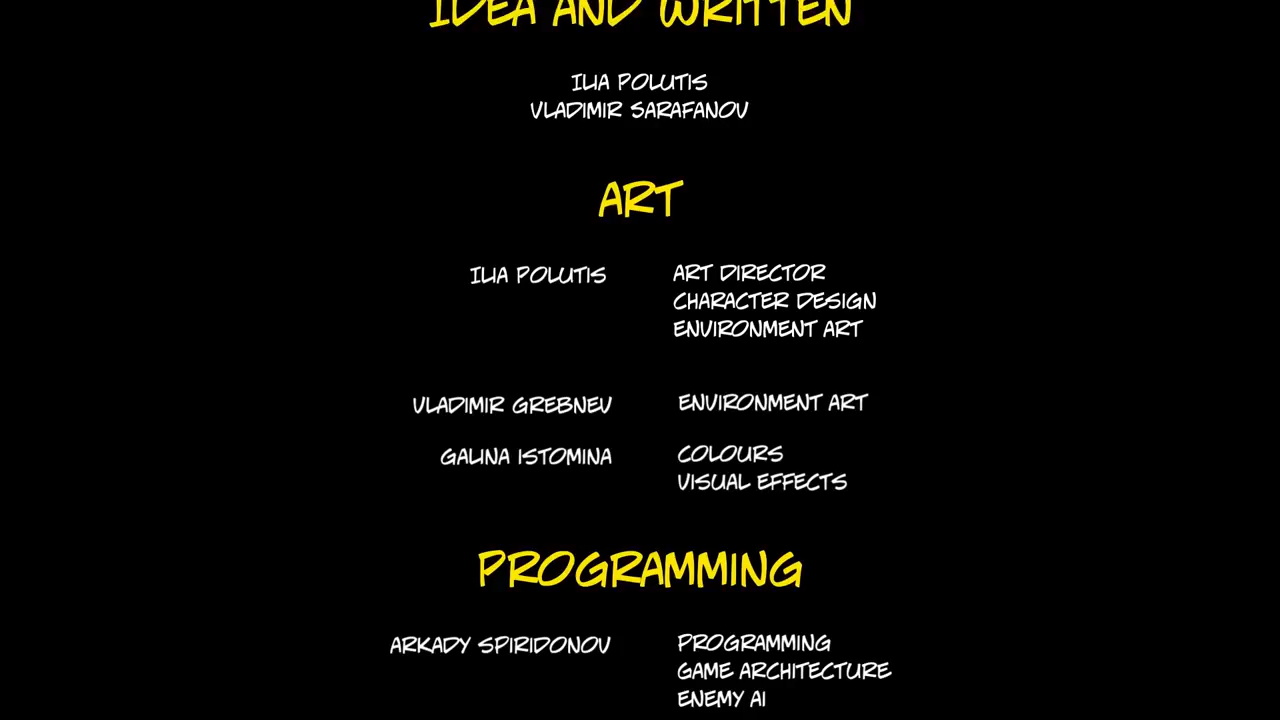 IDEA AND WRITTEN
ILIA POLUTIS
VLADIMIR SARAFANOV
ART
ILIA POLUTIS ART DIRECTOR
CHARACTER DESIGN
ENVIRONMENT ART
VLADIMIR GREBNEV ENVIRONMENT ART
GALINA ISTOMINA COLOURS
VISUAL EFFECTS
PROGRAMMING
ARKADY SPIRIDONOV PROGRAMMING
GAME ARCHITECTURE
ENEMY AI